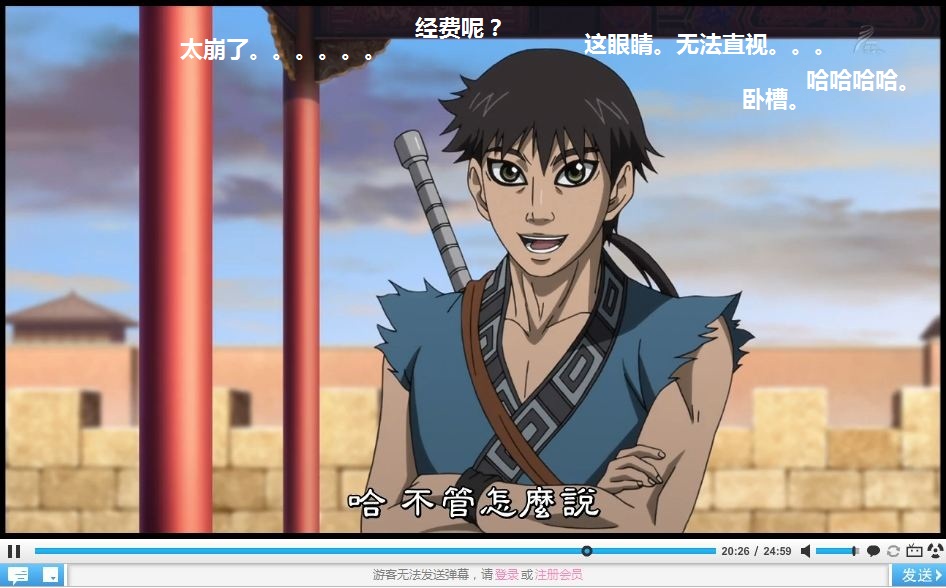 经费呢？
太崩了。。。。。。
这眼睛。无法直视。。。
哈哈哈哈。
卧槽。
哈 不管怎麼說
20:26 / 24:59
游客无法发送弹幕，请登录或注册会员
发送